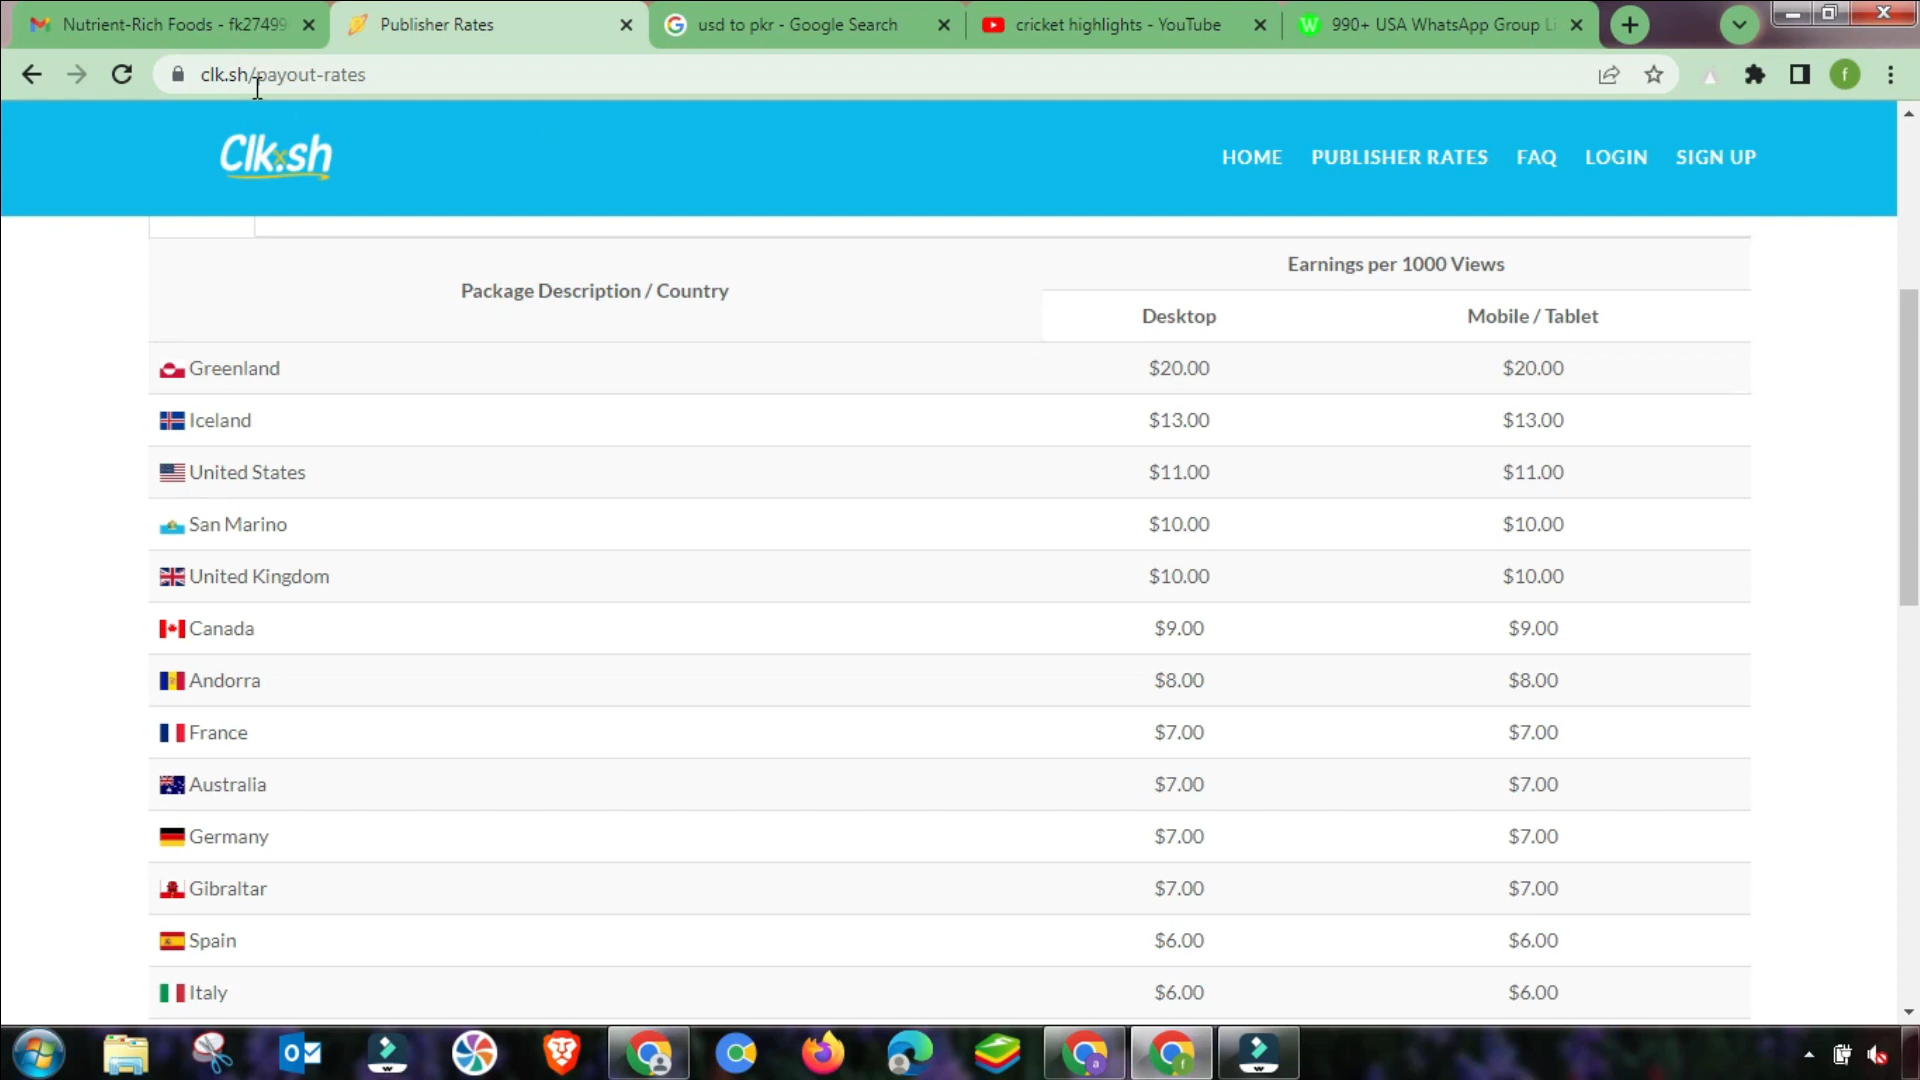 Nutrient-Rich Foods - fk27499
Publisher Rates
usd to pkr - Google Search
cricket highlights - YouTube
990+ USA WhatsApp Group Li
clk.sh/payout-rates
f
Clk.sh
HOME PUBLISHER RATES FAQ LOGIN SIGN UP
Package Description / Country
Earnings per 1000 Views
Desktop Mobile / Tablet
Greenland $20.00 $20.00
Iceland $13.00 $13.00
United States $11.00 $11.00
San Marino $10.00 $10.00
United Kingdom $10.00 $10.00
Canada $9.00 $9.00
Andorra $8.00 $8.00
France $7.00 $7.00
Australia $7.00 $7.00
Germany $7.00 $7.00
Gibraltar $7.00 $7.00
Spain $6.00 $6.00
Italy $6.00 $6.00